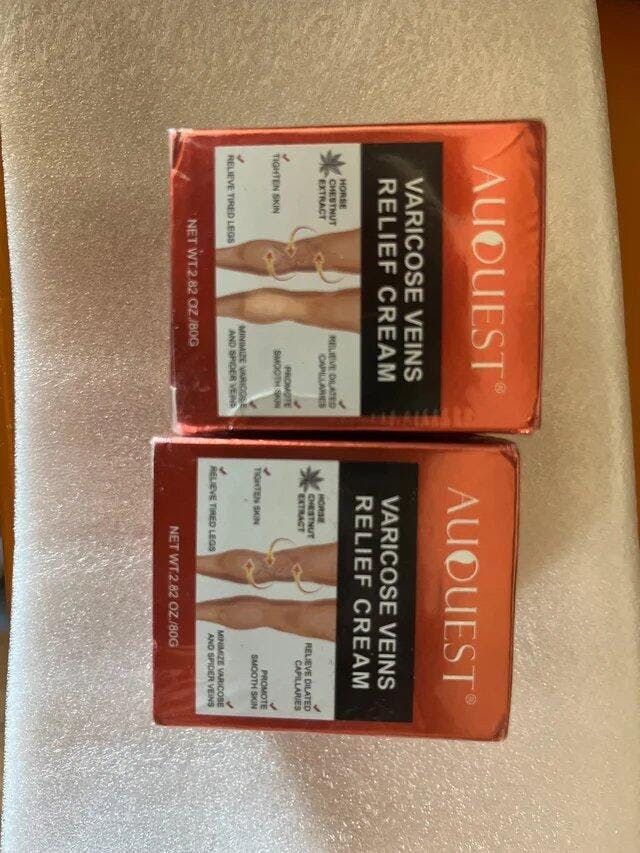 AUQUEST®
VARICOSE VEINS
RELIEF CREAM
HORSE
CHESTNUT
EXTRACT
TIGHTEN SKIN
RELIEVE TIRED LEGS
RELIEVE DILATED
CAPILLARIES
PROMOTE
SMOOTH SKIN
MINIMIZE VARICOSE
AND SPIDER VEINS
NET WT.2.82 OZ./80G
AUQUEST®
VARICOSE VEINS
RELIEF CREAM
HORSE
CHESTNUT
EXTRACT
TIGHTEN SKIN
RELIEVE TIRED LEGS
RELIEVE DILATED
CAPILLARIES
PROMOTE
SMOOTH SKIN
MINIMIZE VARICOSE
AND SPIDER VEINS
NET WT.2.82 OZ./80G